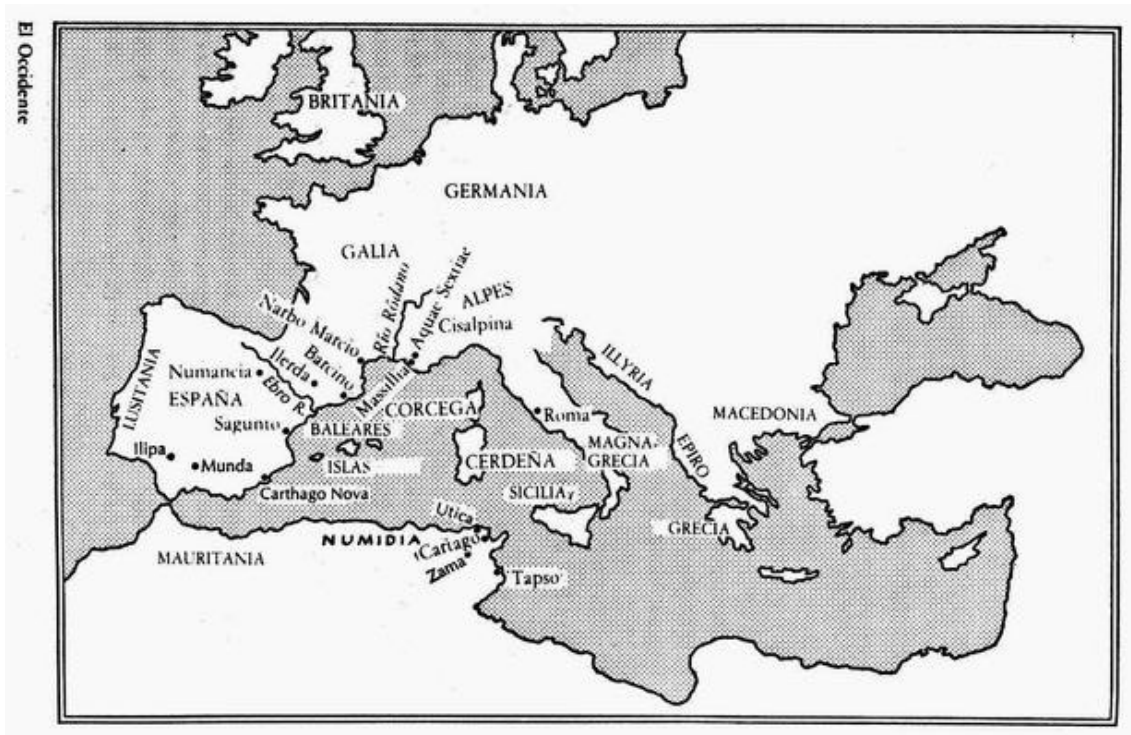 El Occidente
BRITANIA
GERMANIA
GALIA
Río Ródano
Aquae Sextiae
ALPES
Cisalpina
Narbo Marcio
Barcino
Jlerda
Massilia
Numancia
ESPAÑA
Ebro R.
LUSITANIA
Sagunto
BALEARES
ISLAS
CORCEGA
CERDEÑA
Roma
ILLYRIA
MACEDONIA
EPIRO
MAGNA
GRECIA
SICILIA
GRECIA
Ilipa
Munda
Carthago Nova
MAURITANIA
NUMIDIA
Utica
Cartago
Zama
Tapso